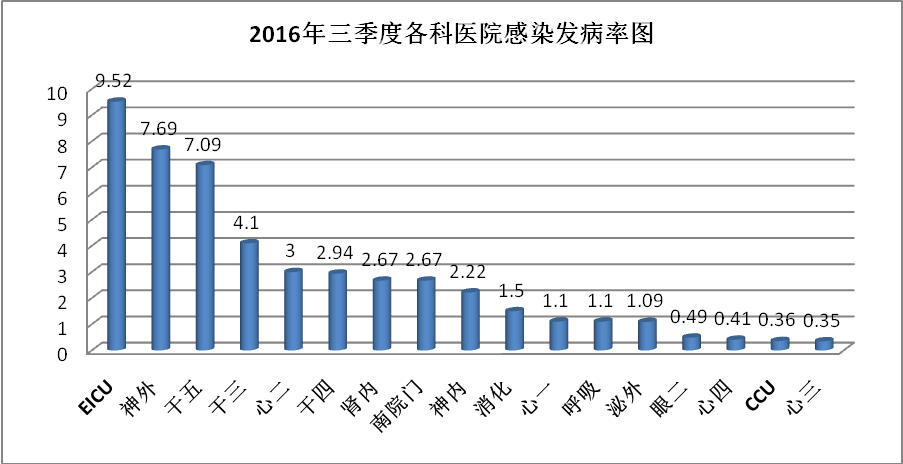 2016年三季度各科医院感染发病率图
10
9
8
7
6
5
4
3
2
1
0
9.52
7.69
7.09
4.1
3
2.94
2.67
2.67
2.22
1.5
1.1
1.1
1.09
0.49
0.41
0.36
0.35
EICU
神外
干五
干三
心二
干四
肾内
南院门
神内
消化
心一
呼吸
泌外
眼二
心四
CCU
心三